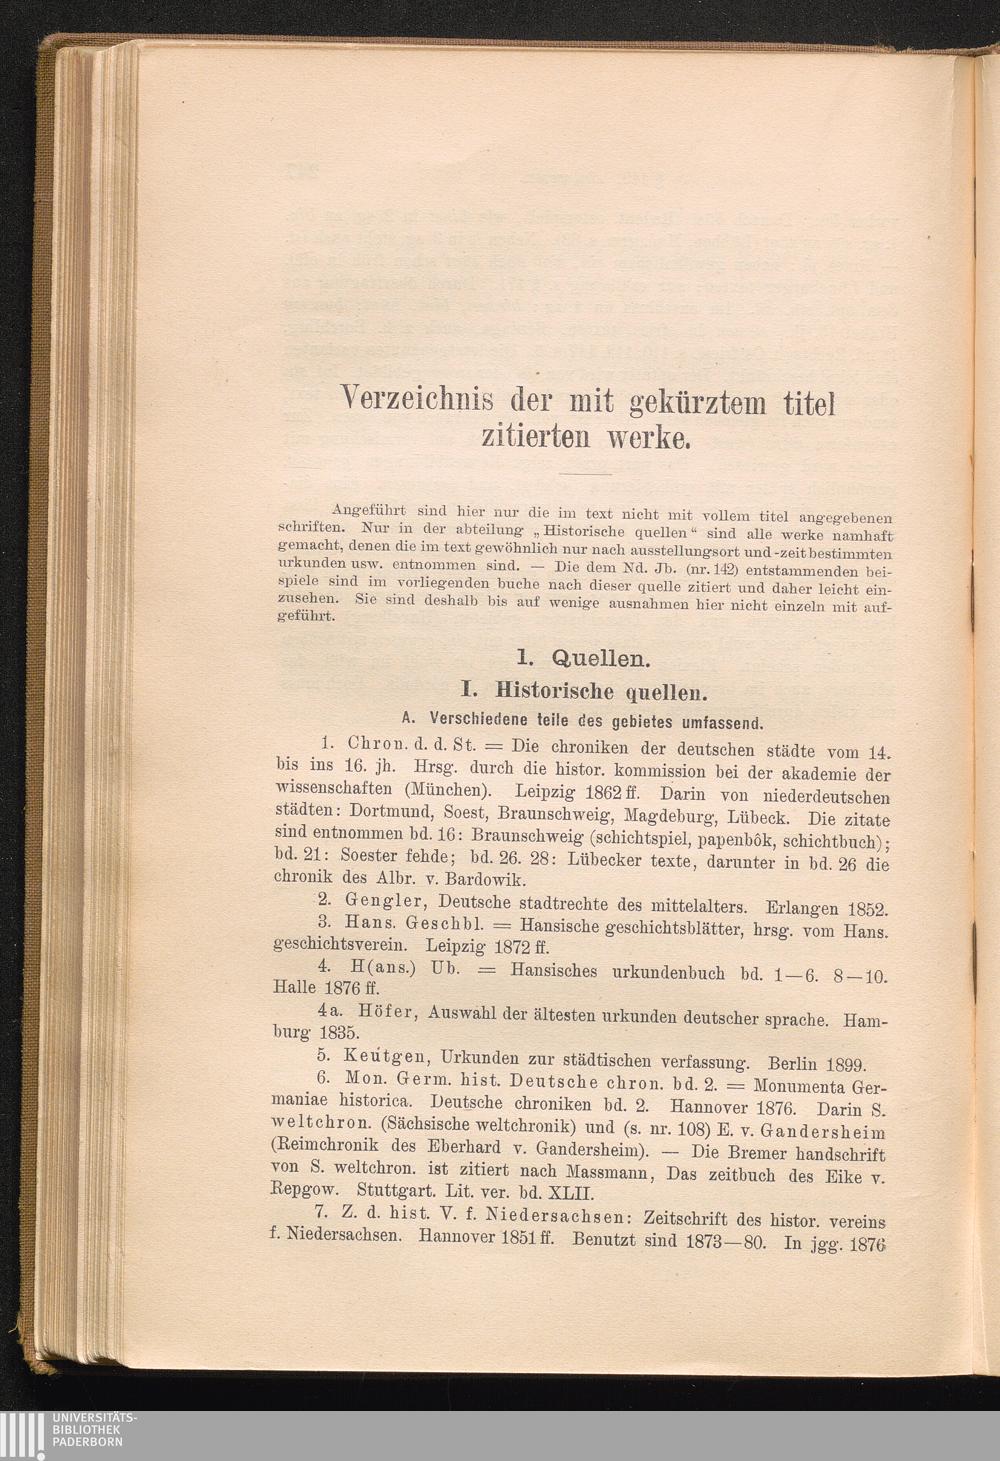 Verzeichnis der mit gekürztem titel
zitierten werke.
Angeführt sind hier nur die im text nicht mit vollem titel angegebenen
schriften. Nur in der abteilung „Historische quellen“ sind alle werke namhaft
gemacht, denen die im text gewöhnlich nur nach ausstellungsort und -zeit bestimmten
urkunden usw. entnommen sind. — Die dem Nd. Jb. (nr. 142) entstammenden bei-
spiele sind im vorliegenden buche nach dieser quelle zitiert und daher leicht ein-
zusehen. Sie sind deshalb bis auf wenige ausnahmen hier nicht einzeln mit auf-
geführt.
1. Quellen.
I. Historische quellen.
A. Verschiedene teile des gebietes umfassend.
1. Chron. d. d. St. = Die chroniken der deutschen städte vom 14.
bis ins 16. jh. Hrsg. durch die histor. kommission bei der akademie der
wissenschaften (München). Leipzig 1862 ff. Darin von niederdeutschen
städten: Dortmund, Soest, Braunschweig, Magdeburg, Lübeck. Die zitate
sind entnommen bd. 16: Braunschweig (schichtspiel, papenbôk, schichtbuch);
bd. 21: Soester fehde; bd. 26. 28: Lübecker texte, darunter in bd. 26 die
chronik des Albr. v. Bardowik.
2. Gengler, Deutsche stadtrechte des mittelalters. Erlangen 1852.
3. Hans. Geschbl. = Hansische geschichtsblätter, hrsg. vom Hans.
geschichtsverein. Leipzig 1872 ff.
4. H(ans.) Ub. = Hansisches urkundenbuch bd. 1—6. 8—10.
Halle 1876 ff.
4a. Höfer, Auswahl der ältesten urkunden deutscher sprache. Ham-
burg 1835.
5. Keutgen, Urkunden zur städtischen verfassung. Berlin 1899.
6. Mon. Germ. hist. Deutsche chron. bd. 2. = Monumenta Ger-
maniae historica. Deutsche chroniken bd. 2. Hannover 1876. Darin S.
weltchron. (Sächsische weltchronik) und (s. nr. 108) E. v. Gandersheim
(Reimchronik des Eberhard v. Gandersheim). — Die Bremer handschrift
von S. weltchron. ist zitiert nach Massmann, Das zeitbuch des Eike v.
Repgow. Stuttgart. Lit. ver. bd. XLII.
7. Z. d. hist. V. f. Niedersachsen: Zeitschrift des histor. vereins
f. Niedersachsen. Hannover 1851 ff. Benutzt sind 1873—80. In jgg. 1876
UNIVERSITÄTS-
BIBLIOTHEK
PADERBORN